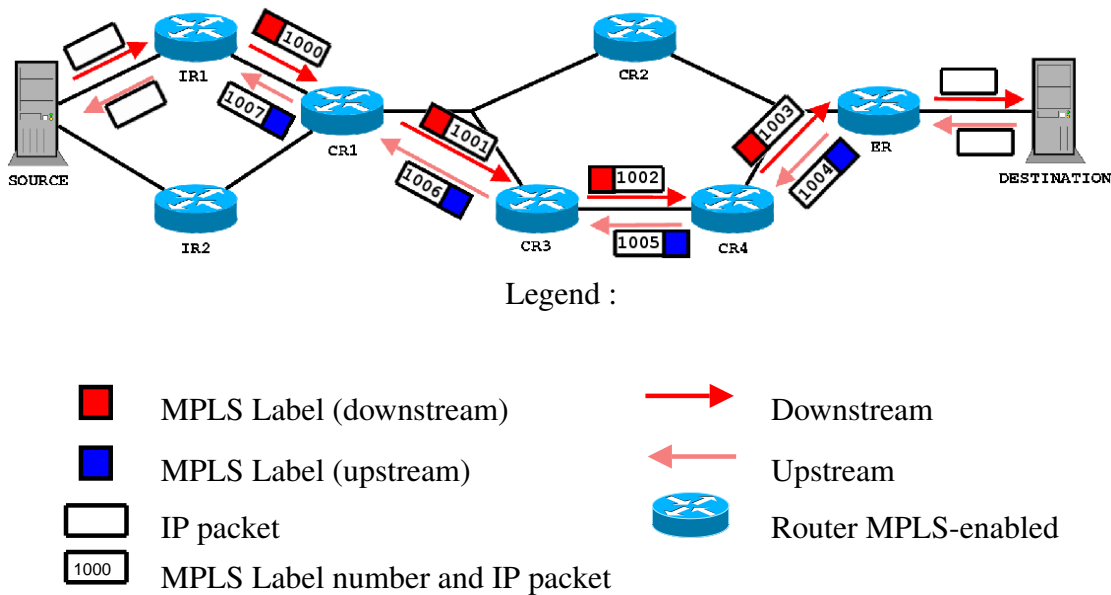 1000
IR1
CR2
1007
1003
CR1
1001
ER
SOURCE
1004
DESTINATION
1006
1002
IR2
CR3
1005
CR4
Legend :
MPLS Label (downstream)
Downstream
MPLS Label (upstream)
Upstream
IP packet
Router MPLS-enabled
1000
MPLS Label number and IP packet